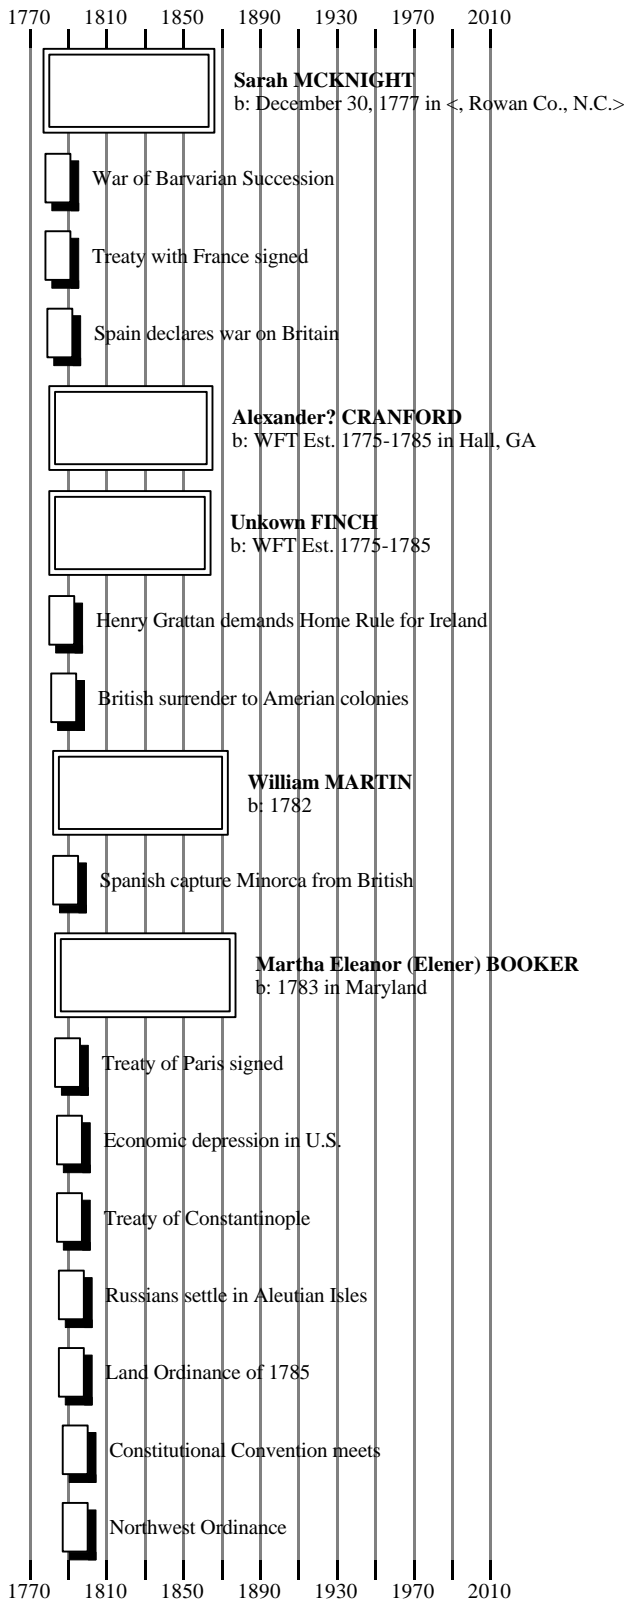 1770 1810 1850 1890 1930 1970 2010
Sarah MCKNIGHT
b: December 30, 1777 in <, Rowan Co., N.C.>
War of Barvarian Succession
Treaty with France signed
Spain declares war on Britain
Alexander? CRANFORD
b: WFT Est. 1775-1785 in Hall, GA
Unkown FINCH
b: WFT Est. 1775-1785
Henry Grattan demands Home Rule for Ireland
British surrender to Amerian colonies
William MARTIN
b: 1782
Spanish capture Minorca from British
Martha Eleanor (Elener) BOOKER
b: 1783 in Maryland
Treaty of Paris signed
Economic depression in U.S.
Treaty of Constantinople
Russians settle in Aleutian Isles
Land Ordinance of 1785
Constitutional Convention meets
Northwest Ordinance
1770 1810 1850 1890 1930 1970 2010